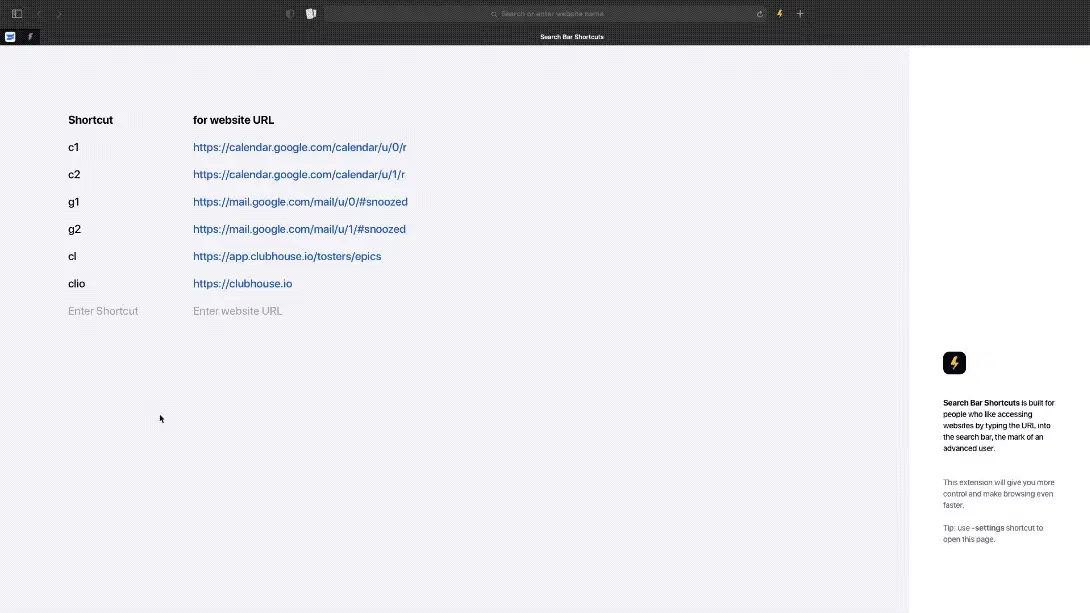 Search or enter website name
Search Bar Shortcuts
Shortcut for website URL
c1 https://calendar.google.com/calendar/u/0/r
c2 https://calendar.google.com/calendar/u/1/r
g1 https://mail.google.com/mail/u/0/#snoozed
g2 https://mail.google.com/mail/u/1/#snoozed
cl https://app.clubhouse.io/tosters/epics
clio https://clubhouse.io
Enter Shortcut Enter website URL
Search Bar Shortcuts is built for
people who like accessing
websites by typing the URL into
the search bar, the mark of an
advanced user.
This extension will give you more
control and make browsing even
faster.
Tip: use -settings shortcut to
open this page.